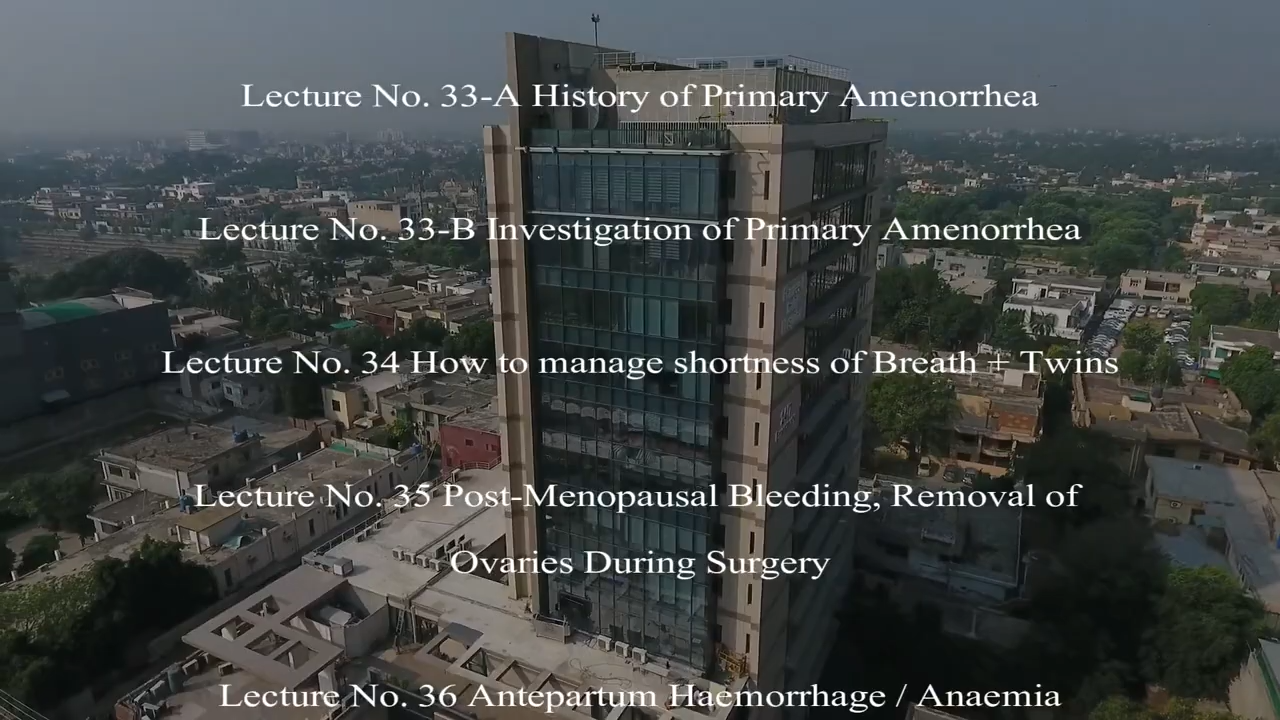 Lecture No. 33-A History of Primary Amenorrhea
Lecture No. 33-B Investigation of Primary Amenorrhea
Lecture No. 34 How to manage shortness of Breath + Twins
Lecture No. 35 Post-Menopausal Bleeding, Removal of
Ovaries During Surgery
Lecture No. 36 Antepartum Haemorrhage / Anaemia